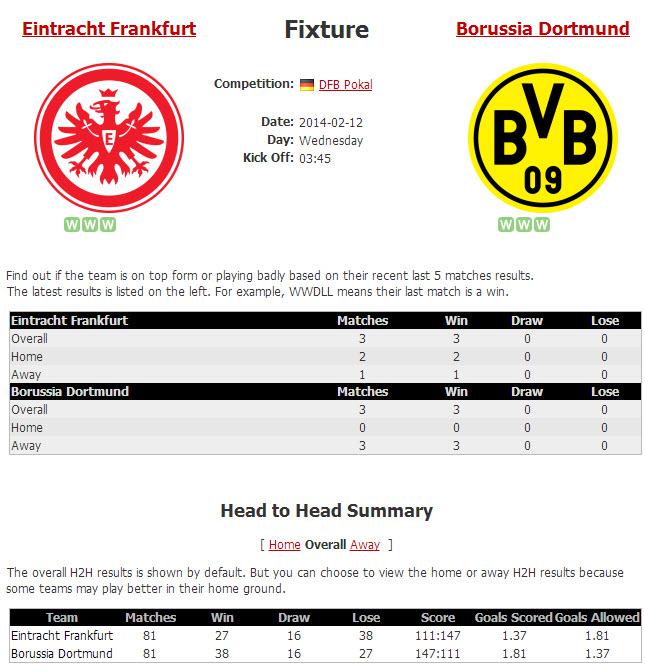 Eintracht Frankfurt Fixture Borussia Dortmund
Competition: DFB Pokal
Date: 2014-02-12
Day: Wednesday
Kick Off: 03:45
E
BVB
09
W W W
W W W
Find out if the team is on top form or playing badly based on their recent last 5 matches results.
The latest results is listed on the left. For example, WWDLL means their last match is a win.
Eintracht Frankfurt Matches Win Draw Lose
Overall 3 3 0 0
Home 2 2 0 0
Away 1 1 0 0
Borussia Dortmund Matches Win Draw Lose
Overall 3 3 0 0
Home 0 0 0 0
Away 3 3 0 0
Head to Head Summary
[ Home Overall Away ]
The overall H2H results is shown by default. But you can choose to view the home or away H2H results because
some teams may play better in their home ground.
Team Matches Win Draw Lose Score Goals Scored Goals Allowed
Eintracht Frankfurt 81 27 16 38 111:147 1.37 1.81
Borussia Dortmund 81 38 16 27 147:111 1.81 1.37